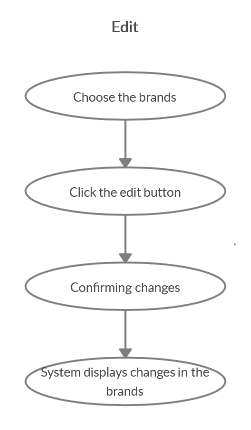 Edit
Choose the brands
Click the edit button
Confirming changes
System displays changes in the
brands